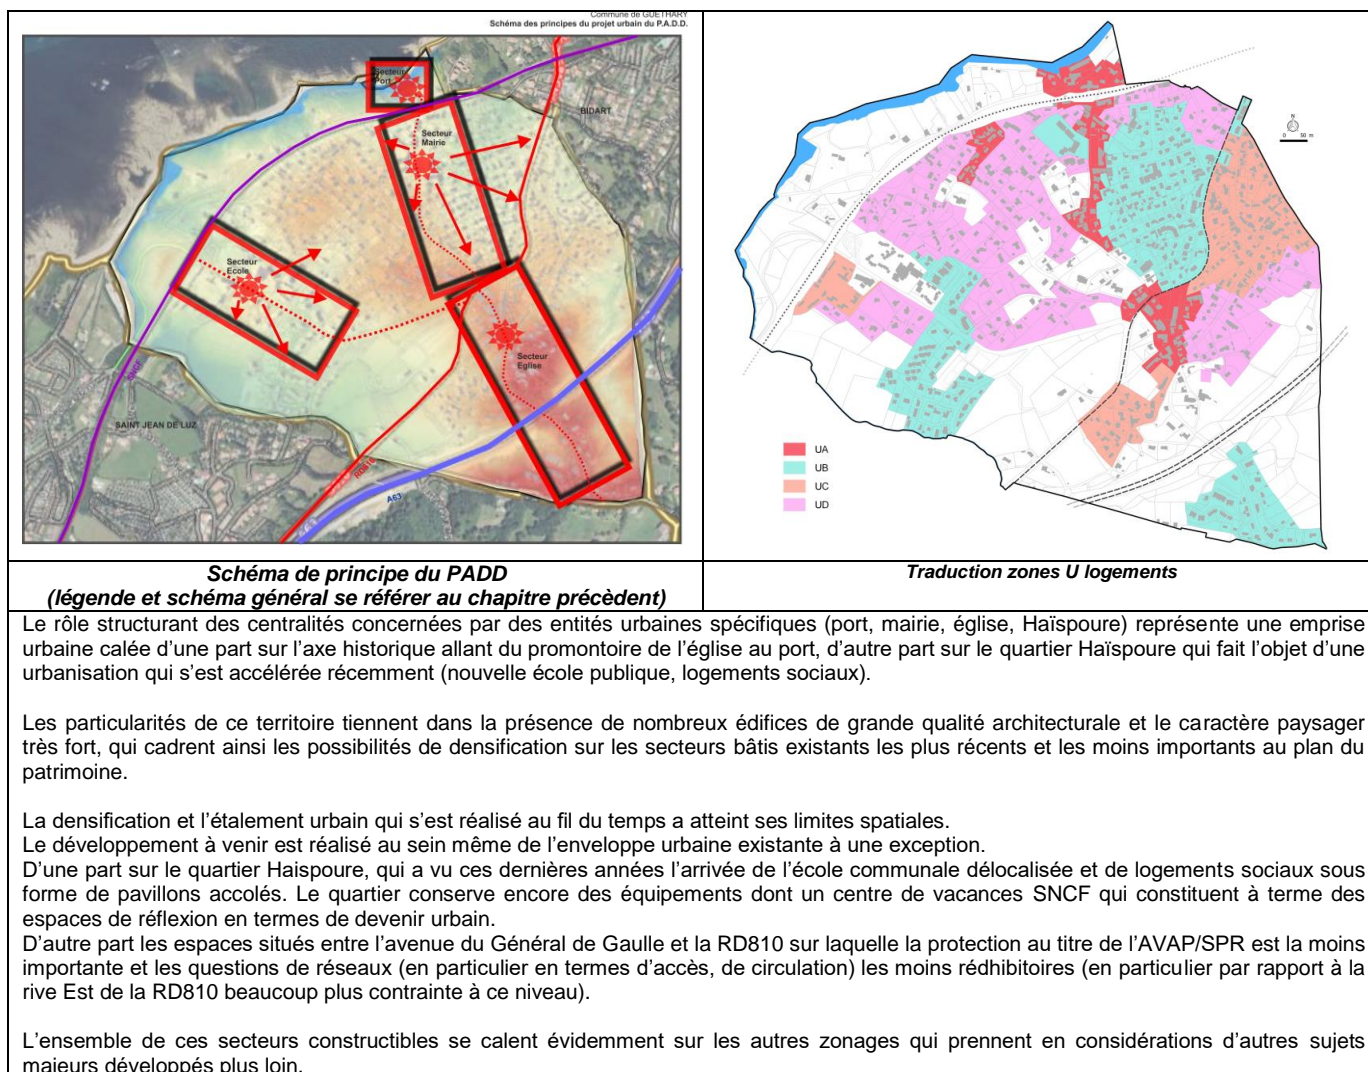 Commune de GUETHARY
Schéma des principes du projet urbain du P.A.D.D.
Secteur
Port
BIDART
Secteur
Mairie
Secteur
Ecole
Secteur
Eglise
SNCF
SAINT JEAN DE LUZ
RD810
A63
N
0 50 m
UA
UB
UC
UD
Schéma de principe du PADD
(légende et schéma général se référer au chapitre précèdent)
Traduction zones U logements
Le rôle structurant des centralités concernées par des entités urbaines spécifiques (port, mairie, église, Haïspoure) représente une emprise
urbaine calée d'une part sur l'axe historique allant du promontoire de l'église au port, d'autre part sur le quartier Haïspoure qui fait l'objet d'une
urbanisation qui s'est accélérée récemment (nouvelle école publique, logements sociaux).
Les particularités de ce territoire tiennent dans la présence de nombreux édifices de grande qualité architecturale et le caractère paysager
très fort, qui cadrent ainsi les possibilités de densification sur les secteurs bâtis existants les plus récents et les moins importants au plan du
patrimoine.
La densification et l'étalement urbain qui s'est réalisé au fil du temps a atteint ses limites spatiales.
Le développement à venir est réalisé au sein même de l'enveloppe urbaine existante à une exception.
D'une part sur le quartier Haispoure, qui a vu ces dernières années l'arrivée de l'école communale délocalisée et de logements sociaux sous
forme de pavillons accolés. Le quartier conserve encore des équipements dont un centre de vacances SNCF qui constituent à terme des
espaces de réflexion en termes de devenir urbain.
D'autre part les espaces situés entre l'avenue du Général de Gaulle et la RD810 sur laquelle la protection au titre de l'AVAP/SPR est la moins
importante et les questions de réseaux (en particulier en termes d'accès, de circulation) les moins rédhibitoires (en particulier par rapport à la
rive Est de la RD810 beaucoup plus contrainte à ce niveau).
L'ensemble de ces secteurs constructibles se calent évidemment sur les autres zonages qui prennent en considérations d'autres sujets
majeurs développés plus loin.